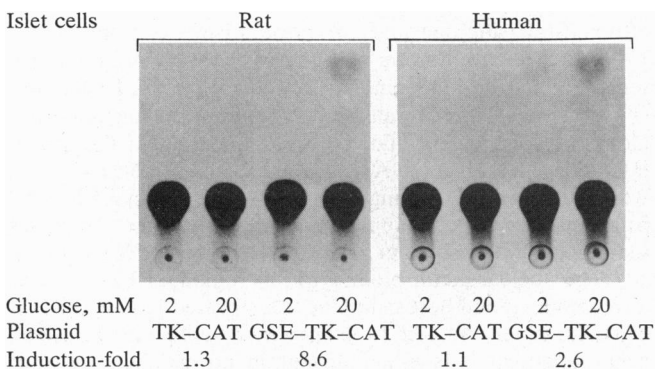 Islet cells Rat Human
Glucose, mM 2 20 2 20 2 20 2 20
Plasmid TK–CAT GSE–TK–CAT TK–CAT GSE–TK–CAT
Induction-fold 1.3 8.6 1.1 2.6